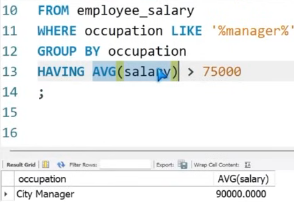 10 FROM employee_salary
11 WHERE occupation LIKE '%manager%'
12 GROUP BY occupation
13 HAVING AVG(salary) > 75000
14 ;
15
16
Result Grid Filter Rows: Export: Wrap Cell Content:
occupation AVG(salary)
City Manager 90000.0000